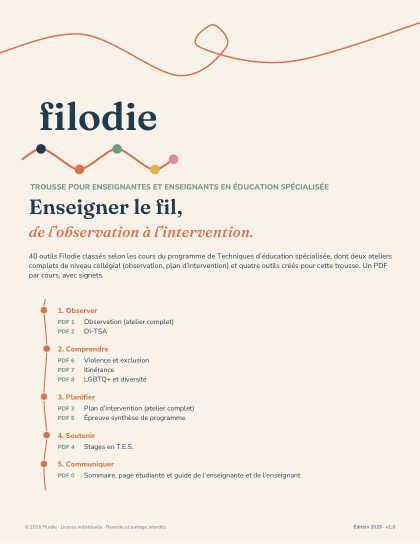 filodie
TROUSSE POUR ENSEIGNANTES ET ENSEIGNANTS EN ÉDUCATION SPÉCIALISÉE
Enseigner le fil,
de l'observation à l'intervention.
40 outils Filodie classés selon les cours du programme de Techniques d'éducation spécialisée, dont deux ateliers
complets de niveau collégial (observation, plan d'intervention) et quatre outils créés pour cette trousse. Un PDF
par cours, avec signets.
1. Observer
PDF 1 Observation (atelier complet)
PDF 2 DI-TSA
2. Comprendre
PDF 6 Violence et exclusion
PDF 7 Itinérance
PDF 8 LGBTQ+ et diversité
3. Planifier
PDF 3 Plan d'intervention (atelier complet)
PDF 5 Épreuve synthèse de programme
4. Soutenir
PDF 4 Stages en T.E.S.
5. Communiquer
PDF 0 Sommaire, page étudiante et guide de l'enseignante et de l'enseignant
© 2026 Filodie · Licence individuelle · Revente et partage interdits
Édition 2026 · v1.0